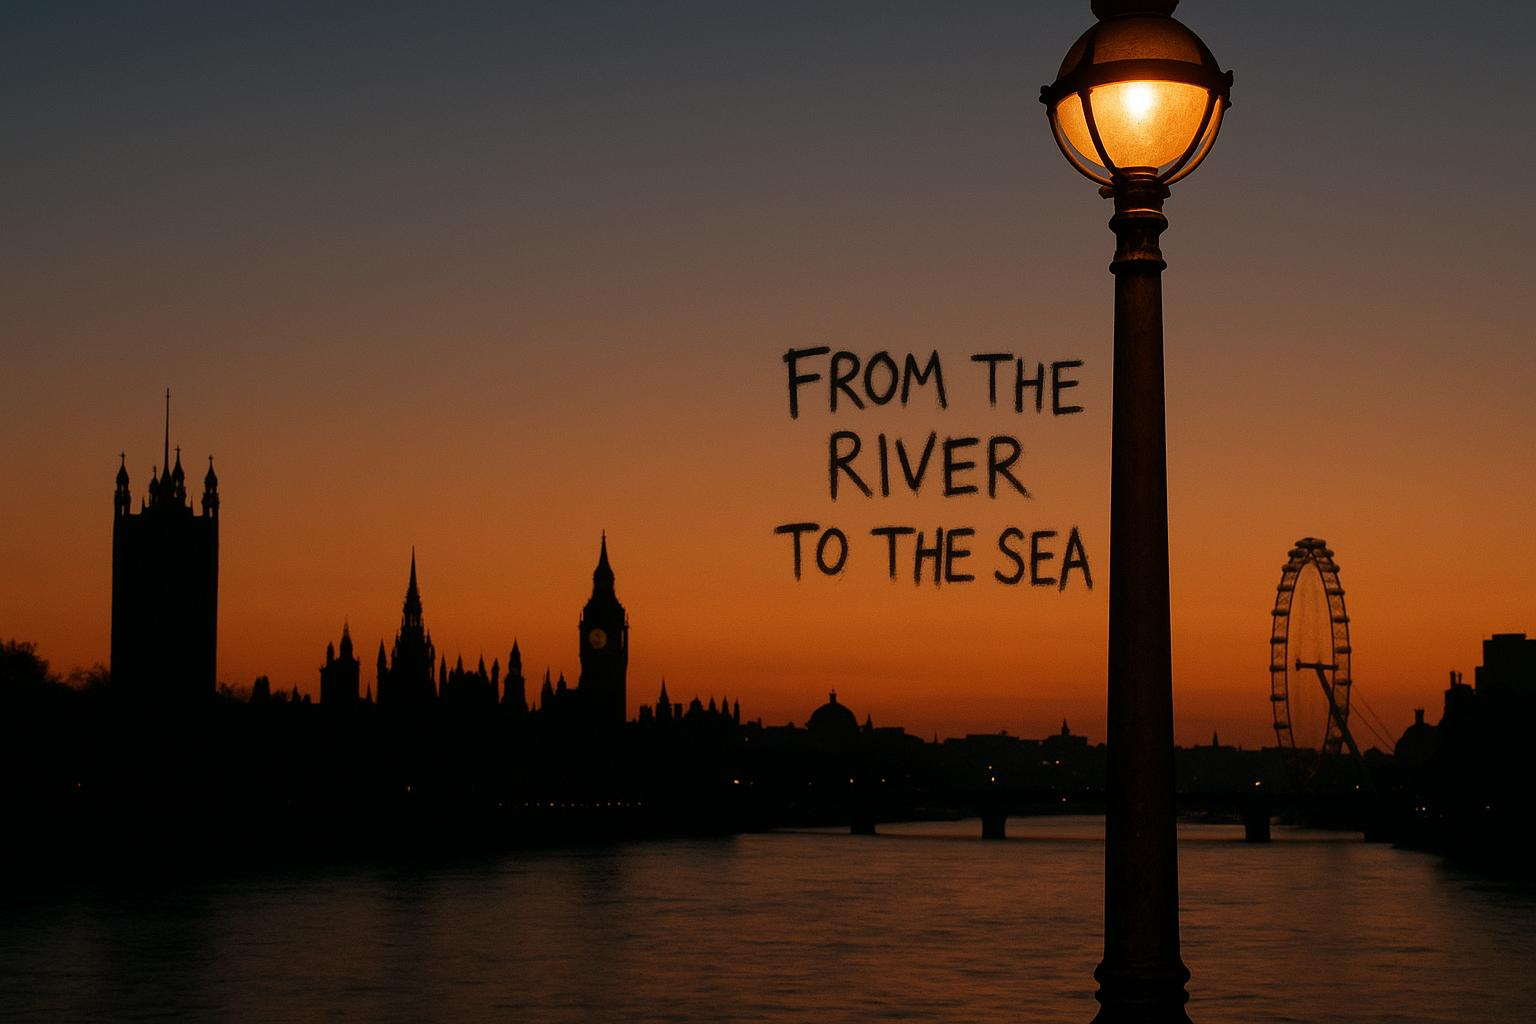 FROM THE
RIVER
TO THE SEA